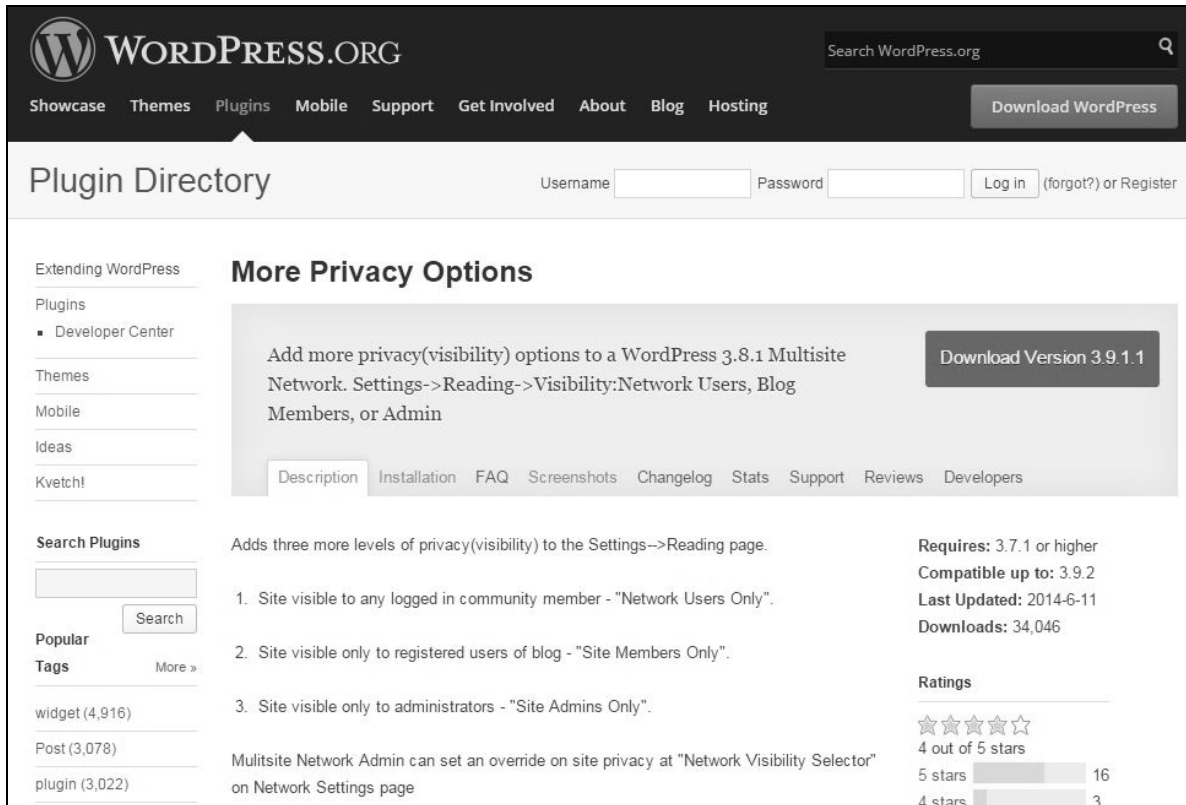 WORDPRESS.ORG
Search WordPress.org
Showcase Themes Plugins Mobile Support Get Involved About Blog Hosting
Download WordPress
Plugin Directory
Username
Password
Log in
(forgot?) or Register
Extending WordPress
Plugins
Developer Center
Themes
Mobile
Ideas
Kvetch!
Search Plugins
Search
Popular
Tags
More »
widget (4,916)
Post (3,078)
plugin (3,022)
More Privacy Options
Add more privacy(visibility) options to a WordPress 3.8.1 Multisite
Network. Settings->Reading->Visibility:Network Users, Blog
Members, or Admin
Download Version 3.9.1.1
Description Installation FAQ Screenshots Changelog Stats Support Reviews Developers
Adds three more levels of privacy(visibility) to the Settings-->Reading page.
1. Site visible to any logged in community member - "Network Users Only".
2. Site visible only to registered users of blog - "Site Members Only".
3. Site visible only to administrators - "Site Admins Only".
Mulitsite Network Admin can set an override on site privacy at "Network Visibility Selector"
on Network Settings page
Requires: 3.7.1 or higher
Compatible up to: 3.9.2
Last Updated: 2014-6-11
Downloads: 34,046
Ratings
4 out of 5 stars
5 stars 16
4 stars 3